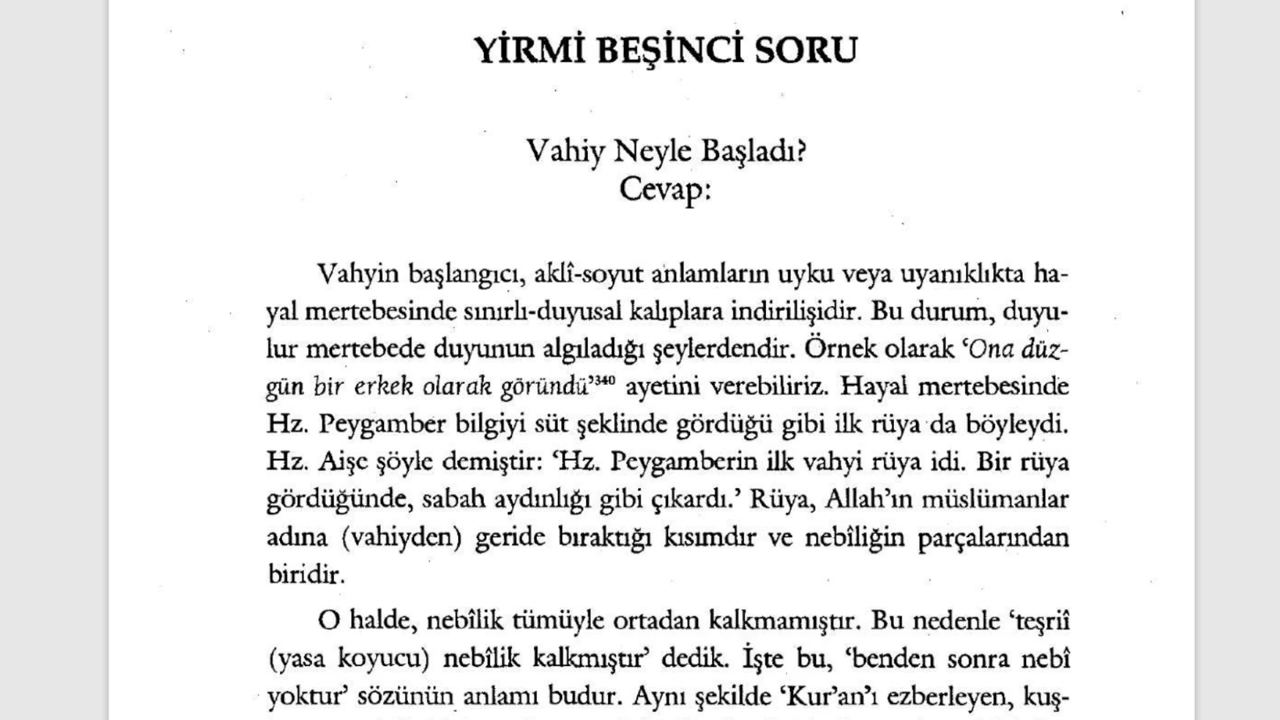 YİRMİ BEŞİNCİ SORU
Vahiy Neyle Başladı?
Cevap:
Vahyin başlangıcı, aklî-soyut anlamların uyku veya uyanıklıkta ha-
yal mertebesinde sınırlı-duyusal kalıplara indirilişidir. Bu durum, duyu-
lur mertebede duyunun algıladığı şeylerdendir. Örnek olarak ‘Ona düz-
gün bir erkek olarak göründü’³⁴⁰ ayetini verebiliriz. Hayal mertebesinde
Hz. Peygamber bilgiyi süt şeklinde gördüğü gibi ilk rüya da böyleydi.
Hz. Aişe şöyle demiştir: ‘Hz. Peygamberin ilk vahyi rüya idi. Bir rüya
gördüğünde, sabah aydınlığı gibi çıkardı.’ Rüya, Allah’ın müslümanlar
adına (vahiyden) geride bıraktığı kısımdır ve nebîliğin parçalarından
biridir.
O halde, nebîlik tümüyle ortadan kalkmamıştır. Bu nedenle ‘teşriî
(yasa koyucu) nebîlik kalkmıştır’ dedik. İşte bu, ‘benden sonra nebî
yoktur’ sözünün anlamı budur. Aynı şekilde ‘Kur’an’ı ezberleyen, kuş-